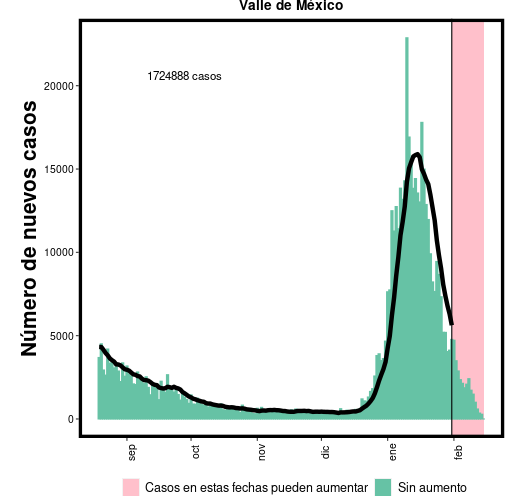 Valle de México
1724888 casos
Número de nuevos casos
20000
15000
10000
5000
0
sep
oct
nov
dic
ene
feb
Casos en estas fechas pueden aumentar
Sin aumento